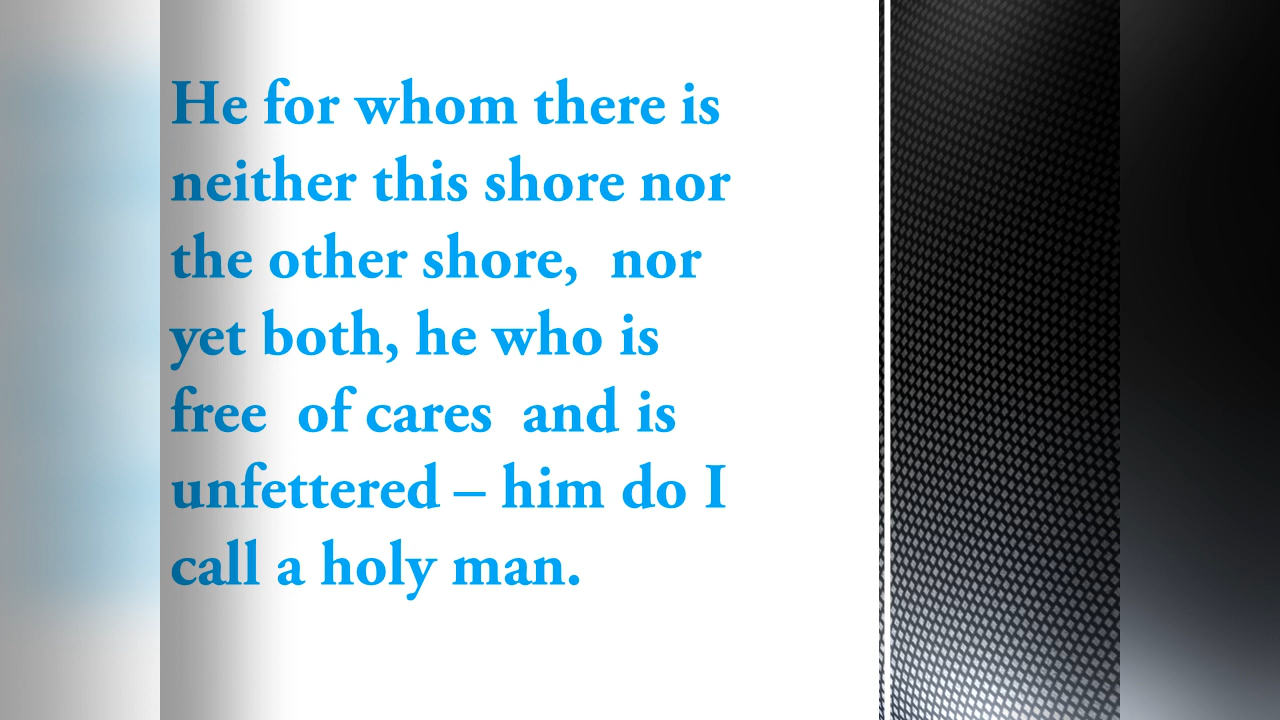 He for whom there is
neither this shore nor
the other shore,  nor
yet both, he who is
free  of cares  and is
unfettered – him do I
call a holy man.